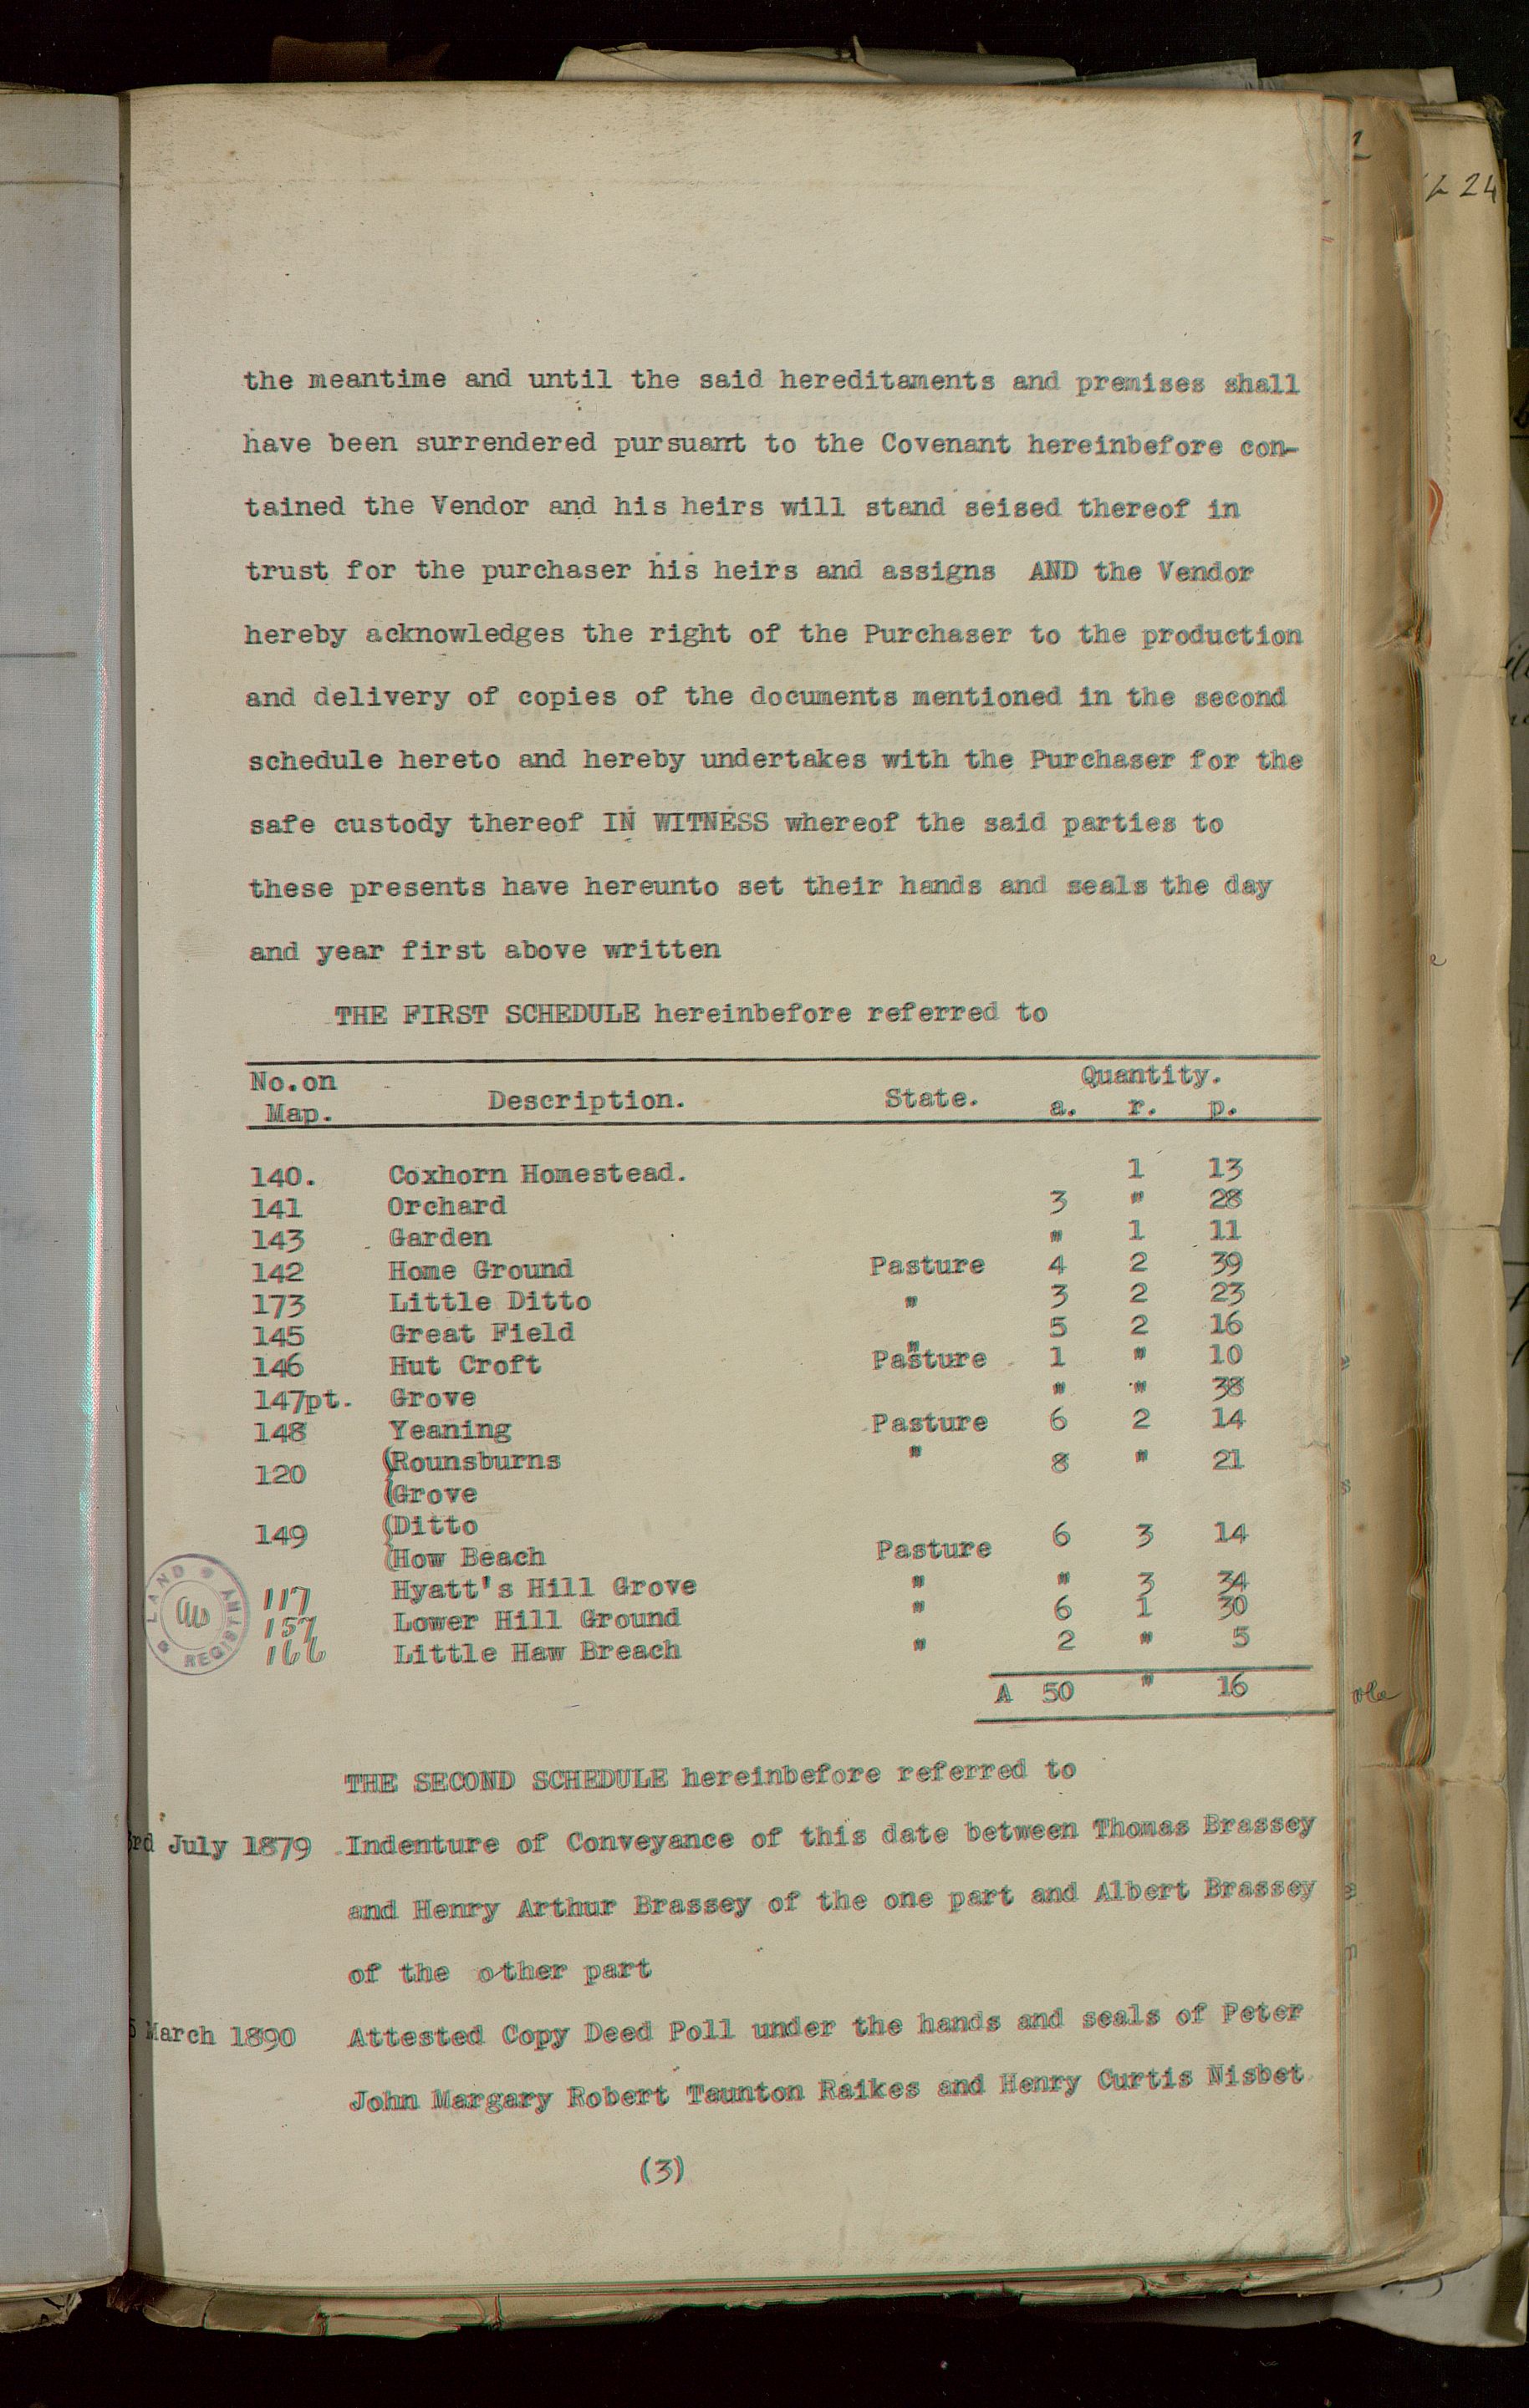 the meantime and until the said hereditaments and premises shall
have been surrendered pursuant to the Covenant hereinbefore con-
tained the Vendor and his heirs will stand seised thereof in
trust for the purchaser his heirs and assigns AND the Vendor
hereby acknowledges the right of the Purchaser to the production
and delivery of copies of the documents mentioned in the second
schedule hereto and hereby undertakes with the Purchaser for the
safe custody thereof IN WITNESS whereof the said parties to
these presents have hereunto set their hands and seals the day
and year first above written
THE FIRST SCHEDULE hereinbefore referred to
No.on Map. Description. State. Quantity. a. r. p.
140. Coxhorn Homestead. 1 13
141 Orchard 3 " 28
143 Garden " 1 11
142 Home Ground Pasture 4 2 39
173 Little Ditto " 3 2 23
145 Great Field " 5 2 16
146 Hut Croft Pasture 1 " 10
147pt. Grove " " 38
148 Yeaning Pasture 6 2 14
120 (Rounsburns " 8 " 21
(Grove
149 (Ditto 6 3 14
(How Beach Pasture
117 Hyatt's Hill Grove " " 3 34
157 Lower Hill Ground " 6 1 30
166 Little Haw Breach " 2 " 5
A 50 " 16
LAND REGISTRY
THE SECOND SCHEDULE hereinbefore referred to
3rd July 1879 Indenture of Conveyance of this date between Thomas Brassey
and Henry Arthur Brassey of the one part and Albert Brassey
of the other part
March 1890 Attested Copy Deed Poll under the hands and seals of Peter
John Margary Robert Taunton Raikes and Henry Curtis Nisbet
(3)
24